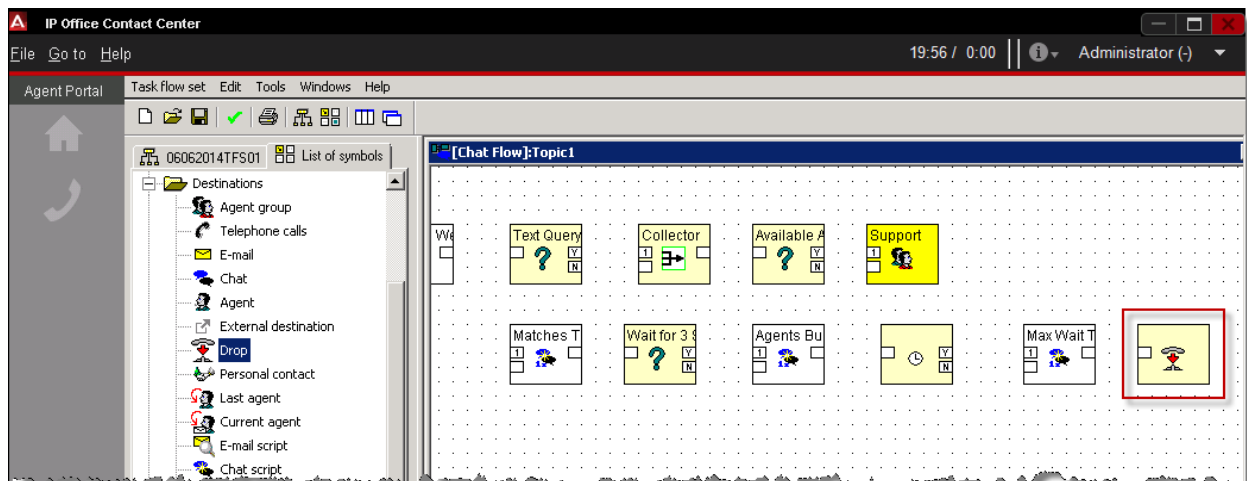 IP Office Contact Center
File Go to Help
19:56 / 0:00
Administrator (-)
Agent Portal
Task flow set Edit Tools Windows Help
06062014TFS01
List of symbols
[Chat Flow]:Topic1
Destinations
Agent group
Telephone calls
E-mail
Chat
Agent
External destination
Drop
Personal contact
Last agent
Current agent
E-mail script
Chat script
We
Text Query
Y
N
Collector
1
Available A
Y
N
Support
1
Matches T
1
Wait for 3 S
Y
N
Agents Bu
1
Y
N
Max Wait T
1